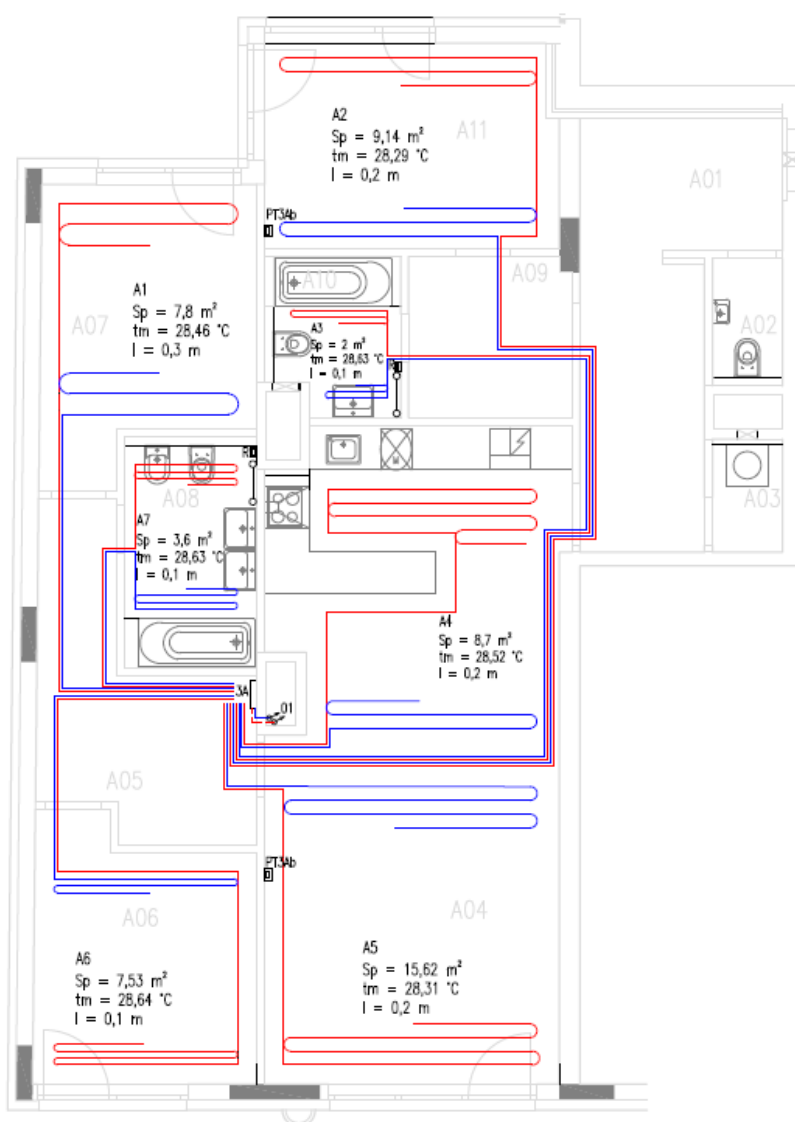 A2
Sp = 9,14 m²
tm = 28,29 °C
l = 0,2 m
A11
A01
PT3Ab
A1
Sp = 7,8 m²
tm = 28,46 °C
l = 0,3 m
A07
A10
A09
A02
A3
Sp = 2 m²
tm = 28,63 °C
l = 0,1 m
R
R
A08
A03
A7
Sp = 3,6 m²
tm = 28,63 °C
l = 0,1 m
A4
Sp = 8,7 m²
tm = 28,52 °C
l = 0,2 m
3A
01
A05
PT3Ab
A06
A04
A6
Sp = 7,53 m²
tm = 28,64 °C
l = 0,1 m
A5
Sp = 15,62 m²
tm = 28,31 °C
l = 0,2 m